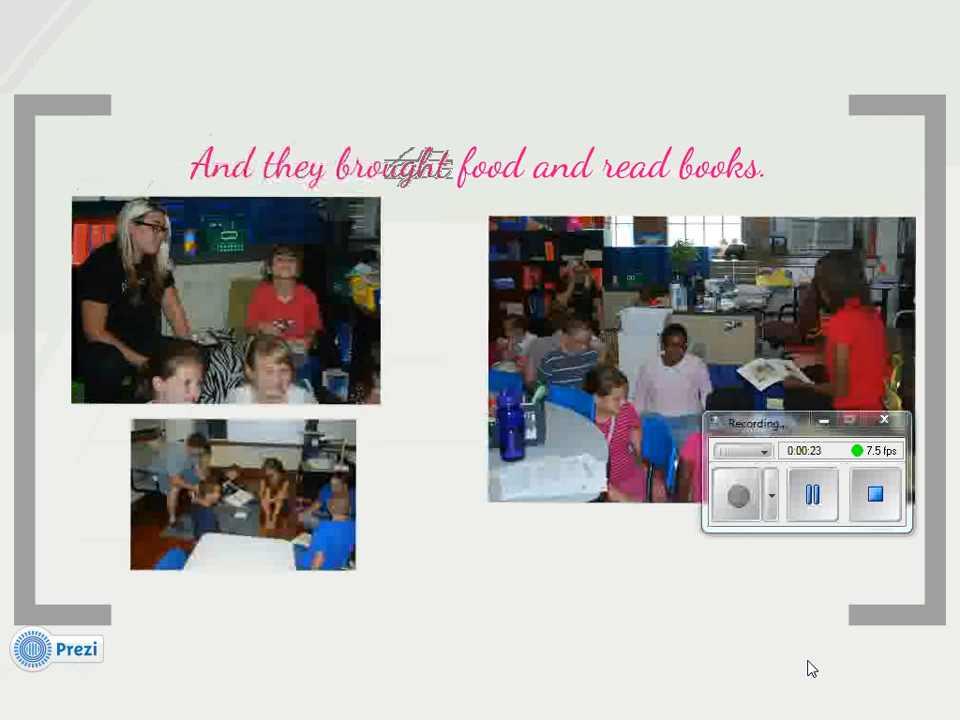 And they brought food and read books.
Recording...
0:00:23
7.5 fps
Prezi